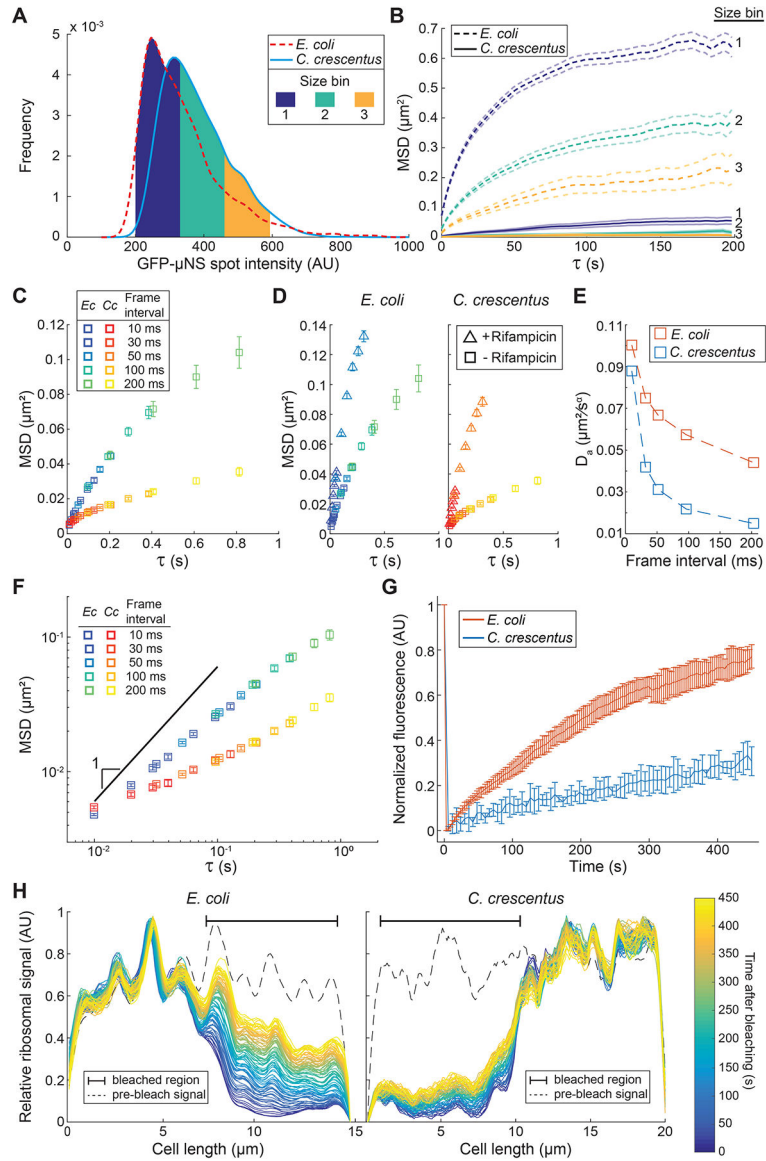 A
x 10⁻³
5
4
3
2
1
0
Frequency
E. coli
C. crescentus
Size bin
1 2 3
0 200 400 600 800 1000
GFP-µNS spot intensity (AU)
B
Size bin
E. coli
C. crescentus
0.7
0.6
0.5
0.4
0.3
0.2
0.1
0
MSD (µm²)
1
2
3
1
2
3
0 50 100 150 200
τ (s)
C
Ec Cc Frame
interval
10 ms
30 ms
50 ms
100 ms
200 ms
0.12
0.1
0.08
0.06
0.04
0.02
0
MSD (µm²)
0 0.2 0.4 0.6 0.8 1
τ (s)
D
E. coli
C. crescentus
+ Rifampicin
- Rifampicin
0.14
0.12
0.1
0.08
0.06
0.04
0.02
0
MSD (µm²)
0 0.5 1
τ (s)
0 0.5 1
τ (s)
E
E. coli
C. crescentus
0.11
0.09
0.07
0.05
0.03
0.01
Dₐ (µm²/sᵅ)
0 50 100 150 200
Frame interval (ms)
F
Ec Cc Frame
interval
10 ms
30 ms
50 ms
100 ms
200 ms
10⁻¹
10⁻²
MSD (µm²)
1
10⁻² 10⁻¹ 10⁰
τ (s)
G
E. coli
C. crescentus
1
0.8
0.6
0.4
0.2
0
Normalized fluorescence (AU)
0 100 200 300 400
Time (s)
H
E. coli
C. crescentus
1
0.8
0.6
0.4
0.2
0
Relative ribosomal signal (AU)
bleached region
pre-bleach signal
0 5 10 15
Cell length (µm)
bleached region
pre-bleach signal
5 10 15 20
Cell length (µm)
450
400
350
300
250
200
150
100
50
0
Time after bleaching (s)